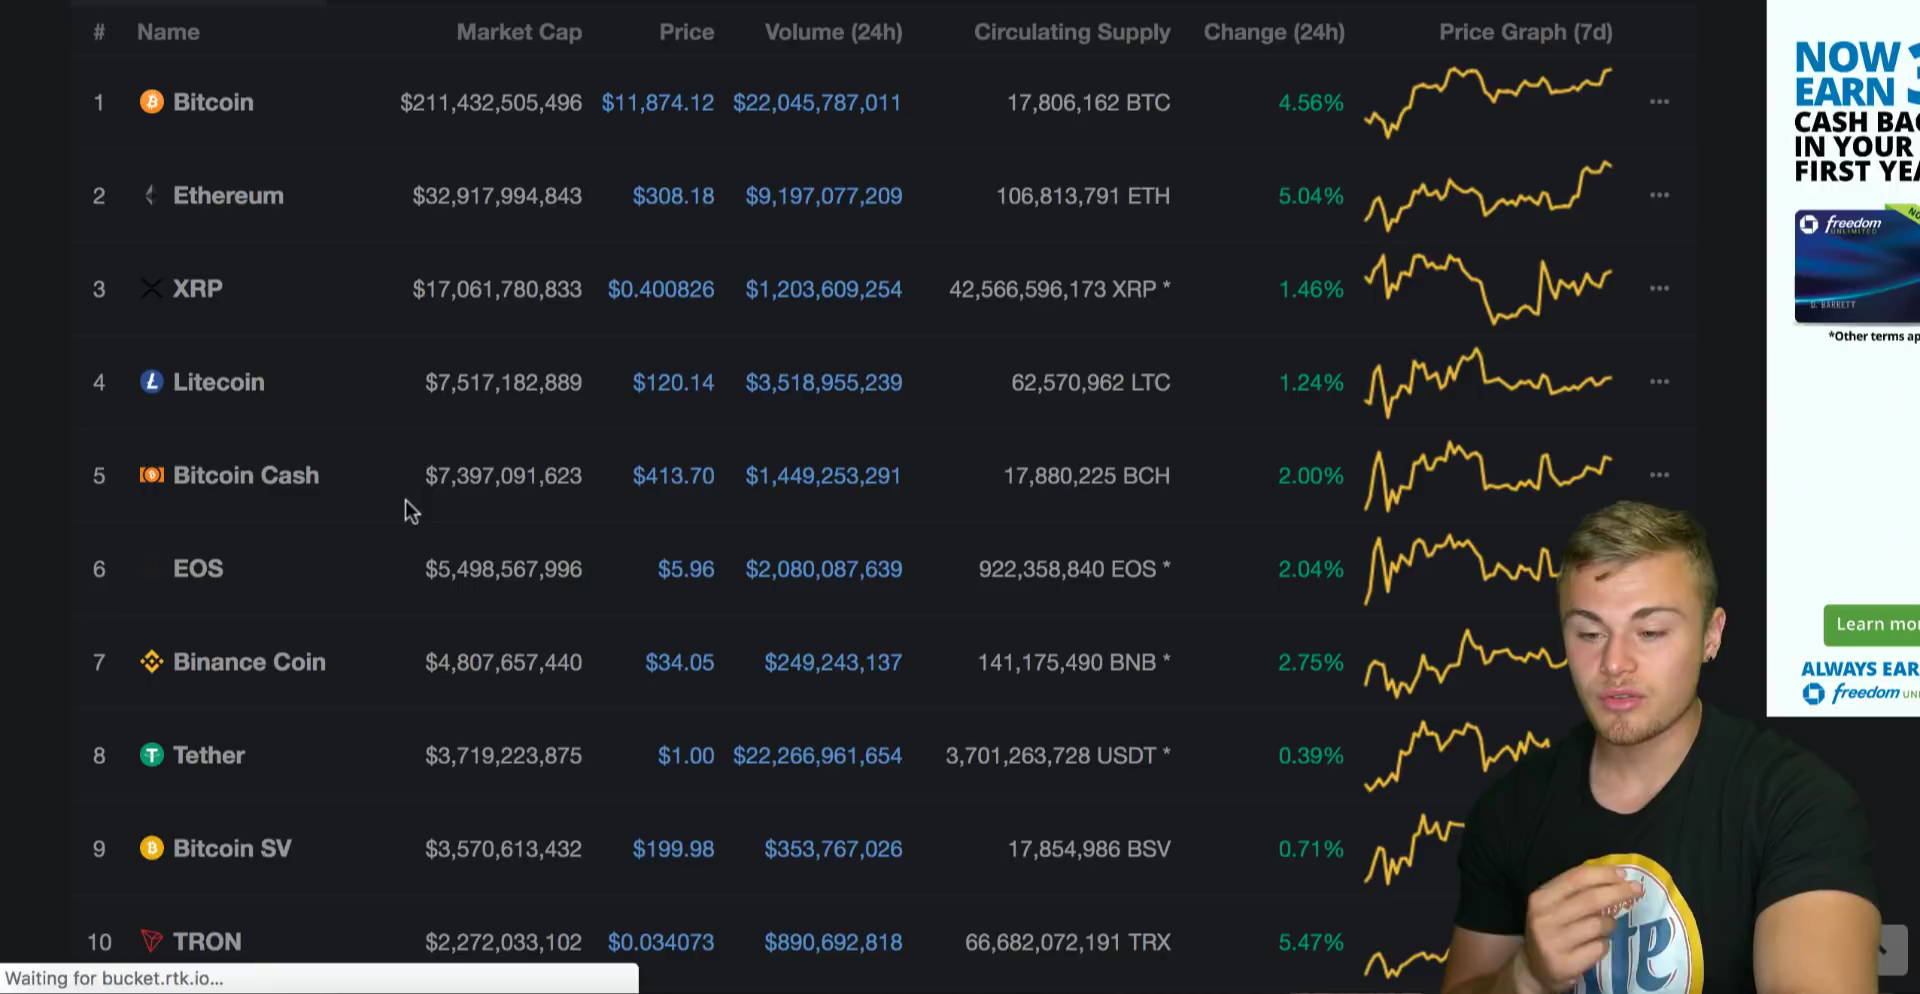 # Name Market Cap Price Volume (24h) Circulating Supply Change (24h) Price Graph (7d)
1 Bitcoin $211,432,505,496 $11,874.12 $22,045,787,011 17,806,162 BTC 4.56%
2 Ethereum $32,917,994,843 $308.18 $9,197,077,209 106,813,791 ETH 5.04%
3 XRP $17,061,780,833 $0.400826 $1,203,609,254 42,566,596,173 XRP * 1.46%
4 Litecoin $7,517,182,889 $120.14 $3,518,955,239 62,570,962 LTC 1.24%
5 Bitcoin Cash $7,397,091,623 $413.70 $1,449,253,291 17,880,225 BCH 2.00%
6 EOS $5,498,567,996 $5.96 $2,080,087,639 922,358,840 EOS * 2.04%
7 Binance Coin $4,807,657,440 $34.05 $249,243,137 141,175,490 BNB * 2.75%
8 Tether $3,719,223,875 $1.00 $22,266,961,654 3,701,263,728 USDT * 0.39%
9 Bitcoin SV $3,570,613,432 $199.98 $353,767,026 17,854,986 BSV 0.71%
10 TRON $2,272,033,102 $0.034073 $890,692,818 66,682,072,191 TRX 5.47%
Waiting for bucket.rtk.io...
NOW
EARN 3
CASH BAC
IN YOUR
FIRST YEA
freedom
UNLIMITED
D. BARRETT
*Other terms ap
Learn mo
ALWAYS EAR
freedom UN